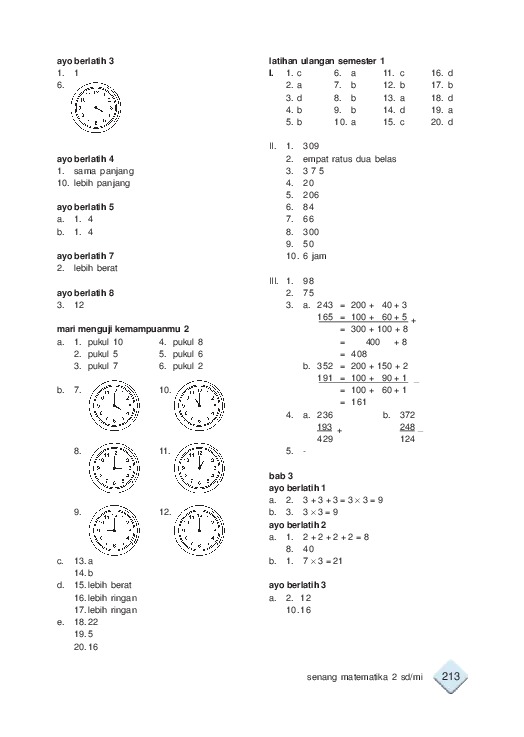 ayo berlatih 3
1. 1
6.
ayo berlatih 4
1. sama panjang
10. lebih panjang
ayo berlatih 5
a. 1. 4
b. 1. 4
ayo berlatih 7
2. lebih berat
ayo berlatih 8
3. 12
mari menguji kemampuanmu 2
a. 1. pukul 10 4. pukul 8
2. pukul 5 5. pukul 6
3. pukul 7 6. pukul 2
b. 7. 10.
8. 11.
9. 12.
c. 13. a
14. b
d. 15. lebih berat
16. lebih ringan
17. lebih ringan
e. 18. 22
19. 5
20. 16
latihan ulangan semester 1
I. 1. c 6. a 11. c 16. d
2. a 7. b 12. b 17. b
3. d 8. b 13. a 18. d
4. b 9. b 14. d 19. a
5. b 10. a 15. c 20. d
II. 1. 309
2. empat ratus dua belas
3. 3 7 5
4. 20
5. 206
6. 84
7. 66
8. 300
9. 50
10. 6 jam
III. 1. 98
2. 75
3. a. 243 = 200 + 40 + 3
165 = 100 + 60 + 5 +
= 300 + 100 + 8
= 400 + 8
= 408
b. 352 = 200 + 150 + 2
191 = 100 + 90 + 1 –
= 100 + 60 + 1
= 161
4. a. 236 b. 372
193 + 248 –
429 124
5. -
bab 3
ayo berlatih 1
a. 2. 3 + 3 + 3 = 3 × 3 = 9
b. 3. 3 × 3 = 9
ayo berlatih 2
a. 1. 2 + 2 + 2 + 2 = 8
8. 40
b. 1. 7 × 3 = 21
ayo berlatih 3
a. 2. 12
10. 16
senang matematika 2 sd/mi 213